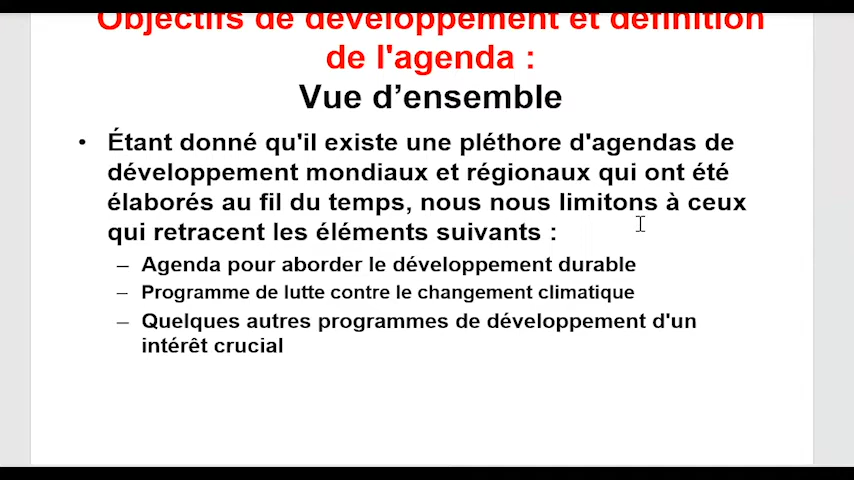 Objectifs de développement et définition
de l'agenda :
Vue d’ensemble
• Étant donné qu'il existe une pléthore d'agendas de
développement mondiaux et régionaux qui ont été
élaborés au fil du temps, nous nous limitons à ceux
qui retracent les éléments suivants :
– Agenda pour aborder le développement durable
– Programme de lutte contre le changement climatique
– Quelques autres programmes de développement d'un
intérêt crucial